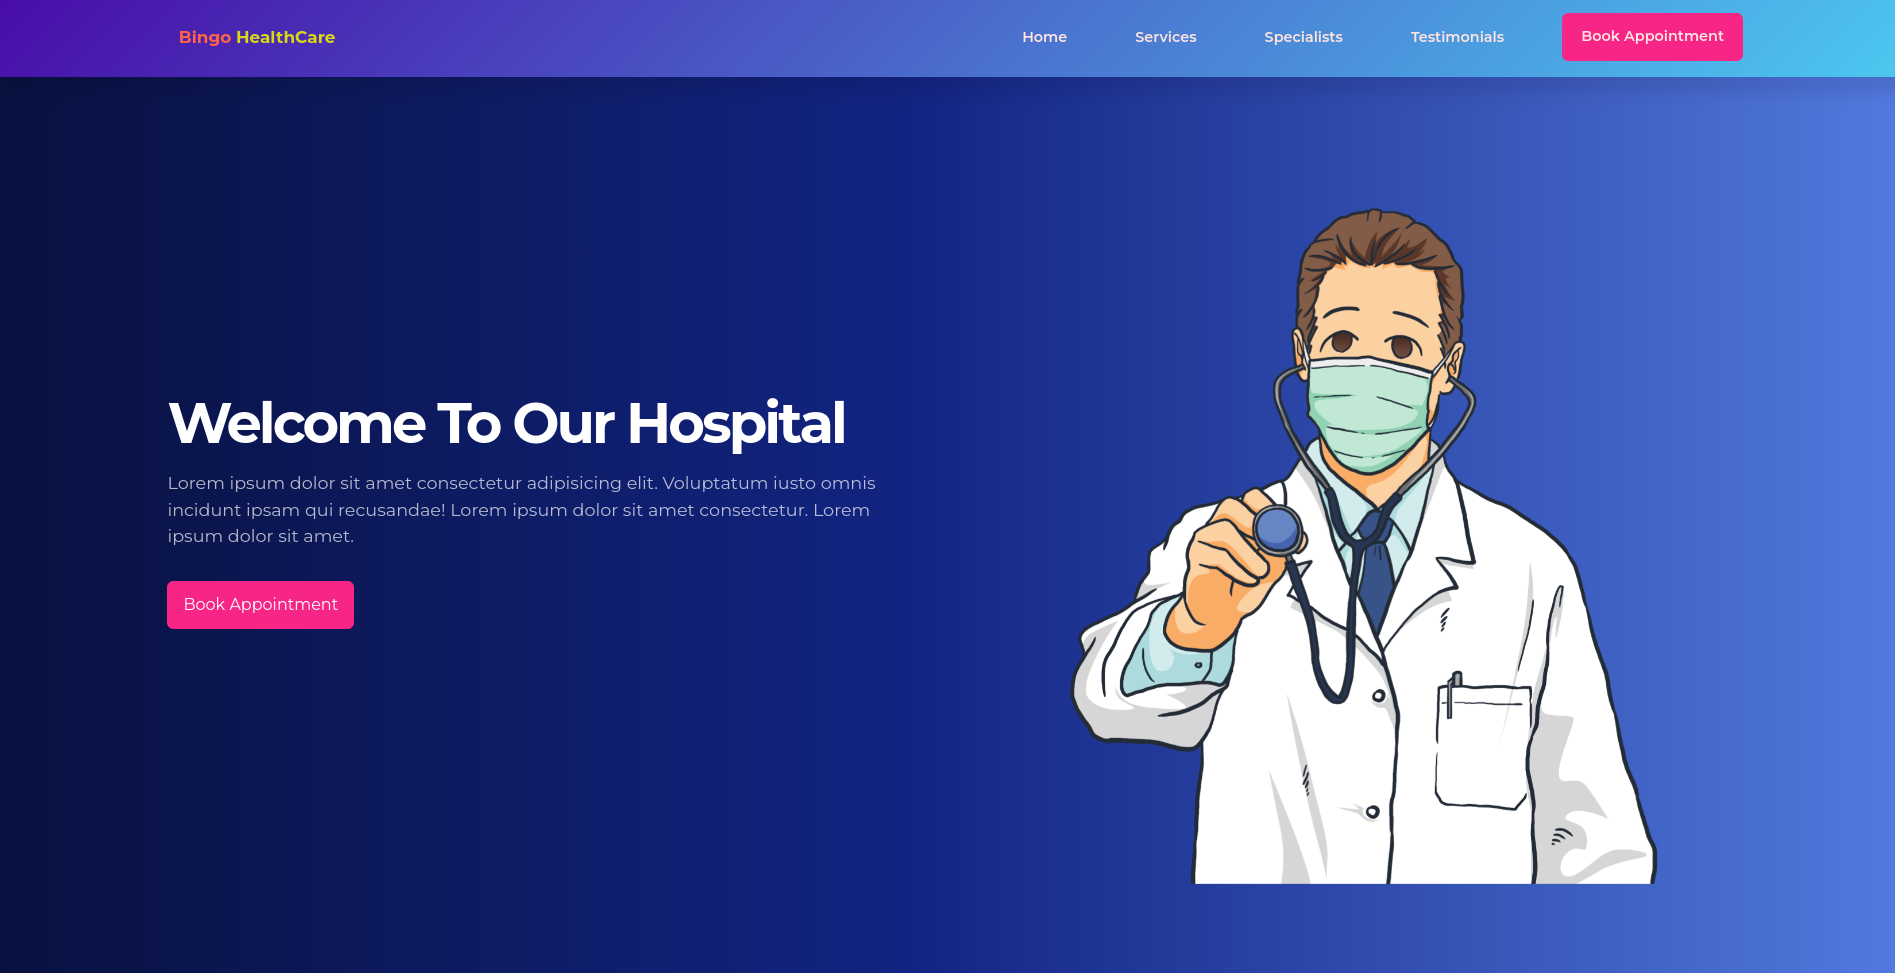 Bingo HealthCare
Home
Services
Specialists
Testimonials
Book Appointment
Welcome To Our Hospital
Lorem ipsum dolor sit amet consectetur adipisicing elit. Voluptatum iusto omnis
incidunt ipsam qui recusandae! Lorem ipsum dolor sit amet consectetur. Lorem
ipsum dolor sit amet.
Book Appointment